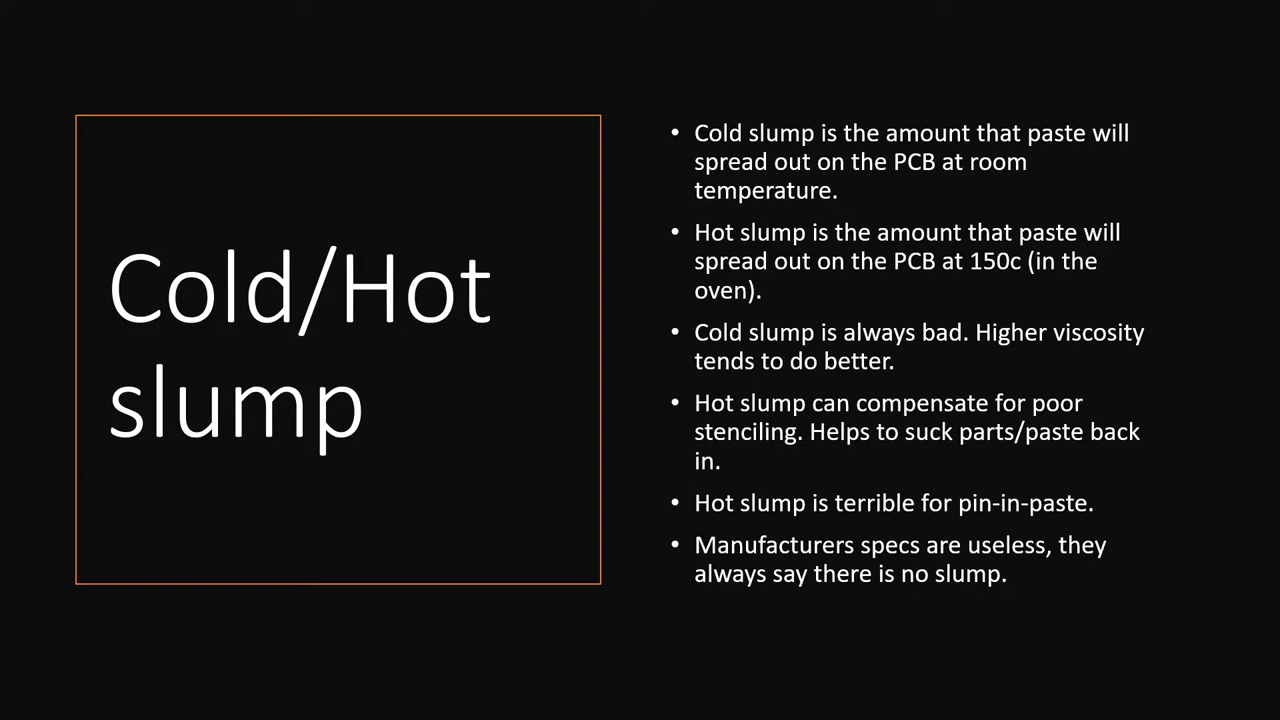 Cold/Hot
slump
• Cold slump is the amount that paste will
spread out on the PCB at room
temperature.
• Hot slump is the amount that paste will
spread out on the PCB at 150c (in the
oven).
• Cold slump is always bad. Higher viscosity
tends to do better.
• Hot slump can compensate for poor
stenciling. Helps to suck parts/paste back
in.
• Hot slump is terrible for pin-in-paste.
• Manufacturers specs are useless, they
always say there is no slump.